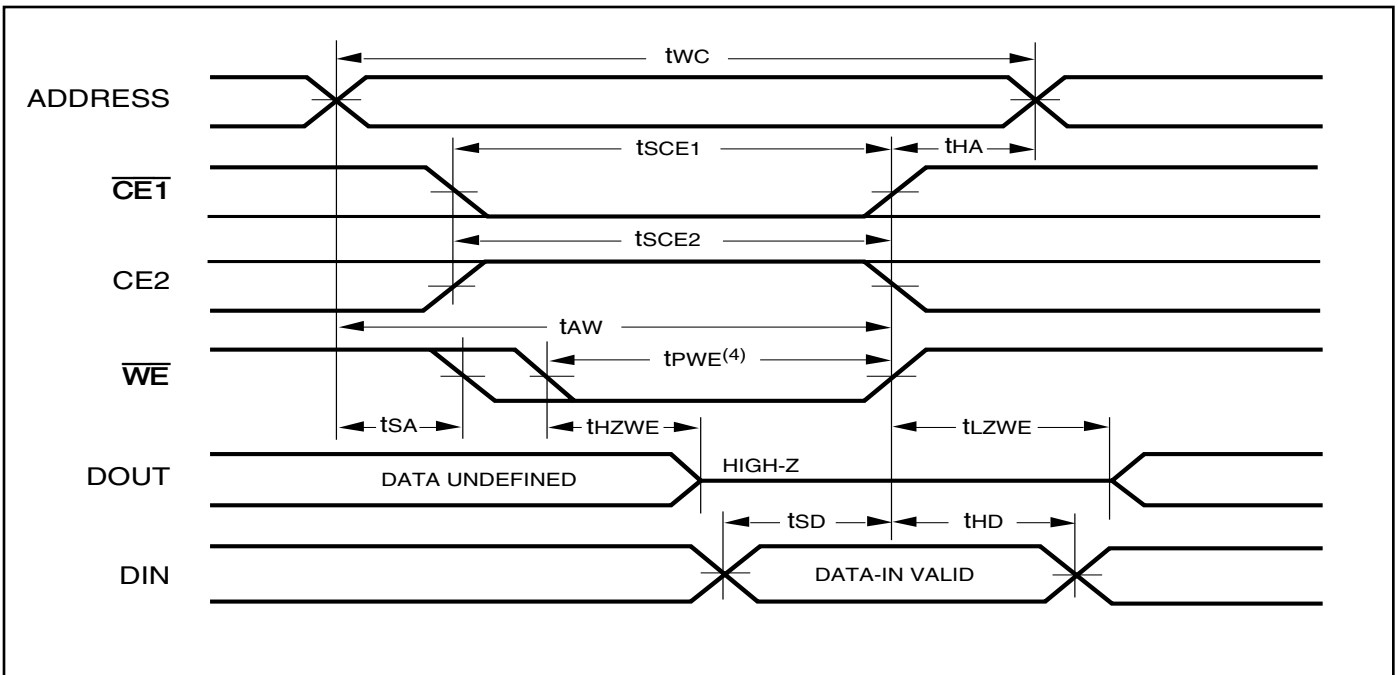 tWC
ADDRESS
tSCE1
tHA
CE1
tSCE2
CE2
tAW
WE
tPWE(4)
tSA
tHZWE
tLZWE
DOUT
DATA UNDEFINED
HIGH-Z
tSD
tHD
DIN
DATA-IN VALID